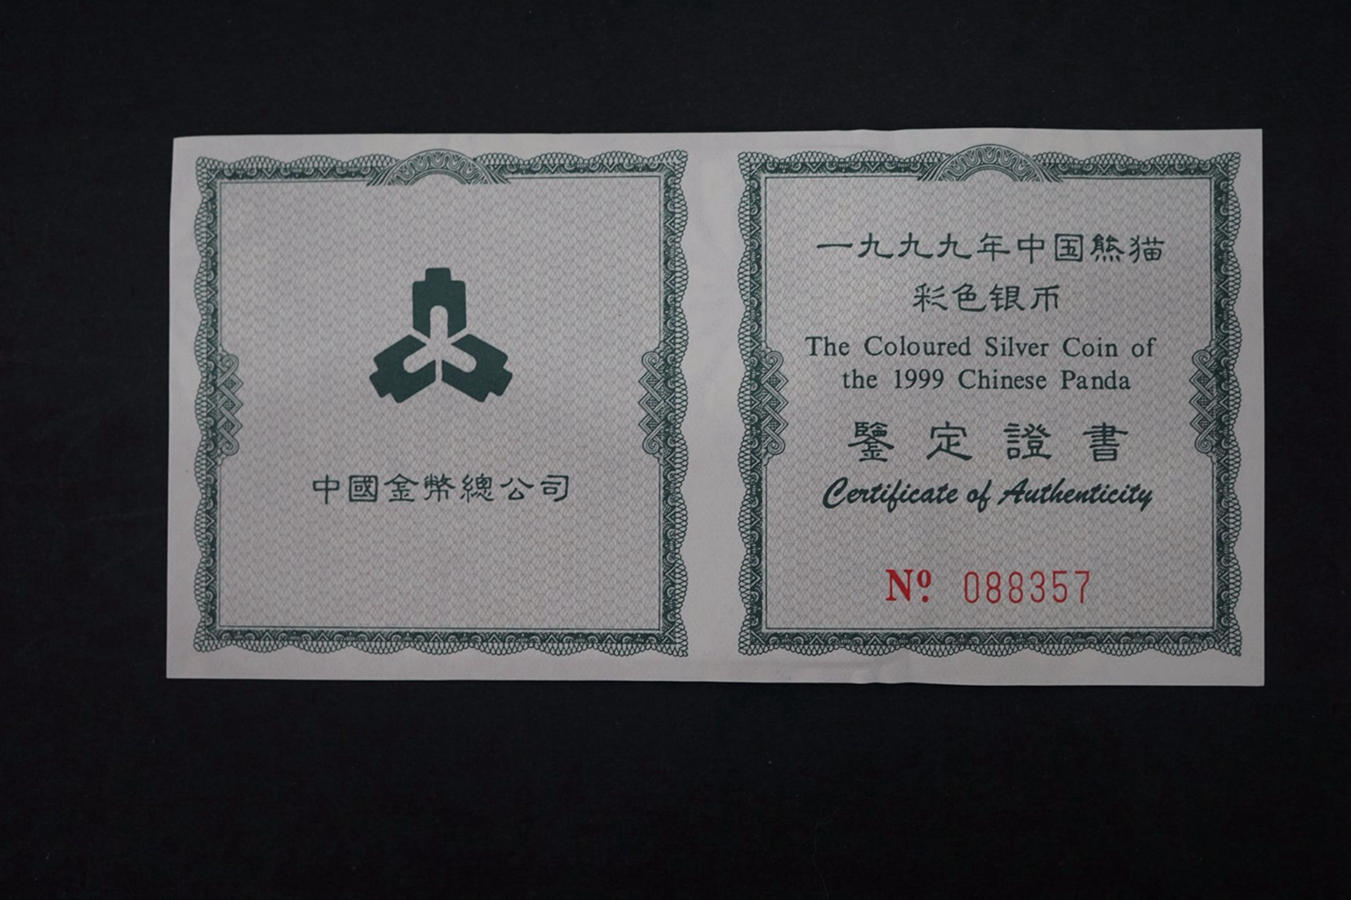 中國金幣總公司
一九九九年中国熊猫
彩色银币
The Coloured Silver Coin of
the 1999 Chinese Panda
鑒定證書
Certificate of Authenticity
Nº. 088357